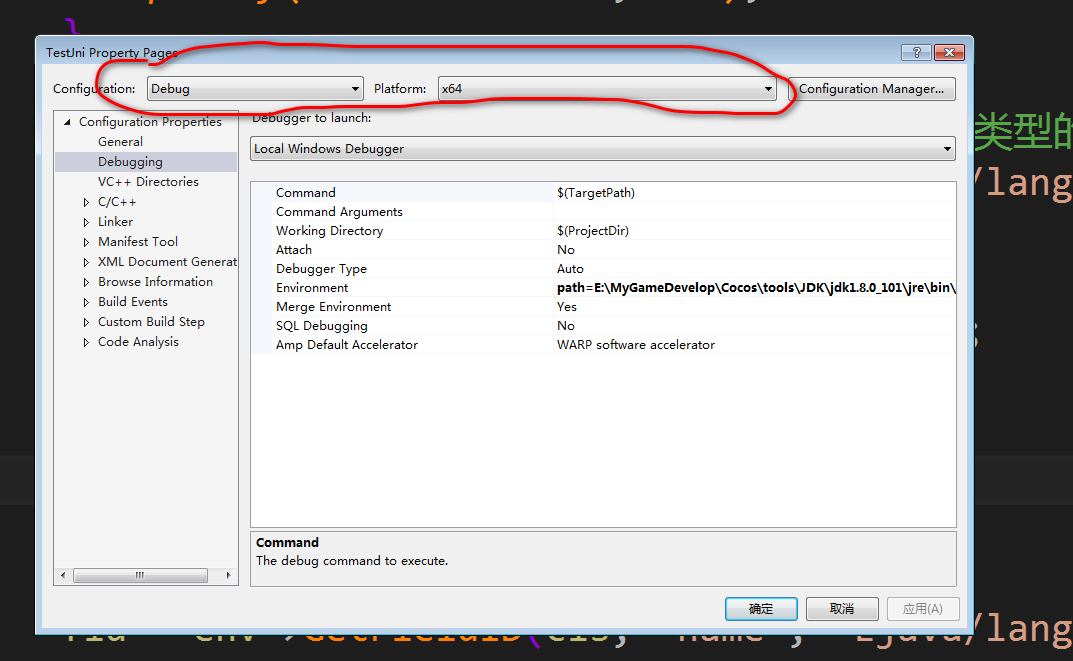 TestJni Property Pages
Configuration: Debug Platform: x64 Configuration Manager...
Configuration Properties
General
Debugging
VC++ Directories
C/C++
Linker
Manifest Tool
XML Document Generat
Browse Information
Build Events
Custom Build Step
Code Analysis
Debugger to launch:
Local Windows Debugger
Command $(TargetPath)
Command Arguments
Working Directory $(ProjectDir)
Attach No
Debugger Type Auto
Environment path=E:\MyGameDevelop\Cocos\tools\JDK\jdk1.8.0_101\jre\bin\
Merge Environment Yes
SQL Debugging No
Amp Default Accelerator WARP software accelerator
Command
The debug command to execute.
确定 取消 应用(A)
}
类型的
/lang
/lang